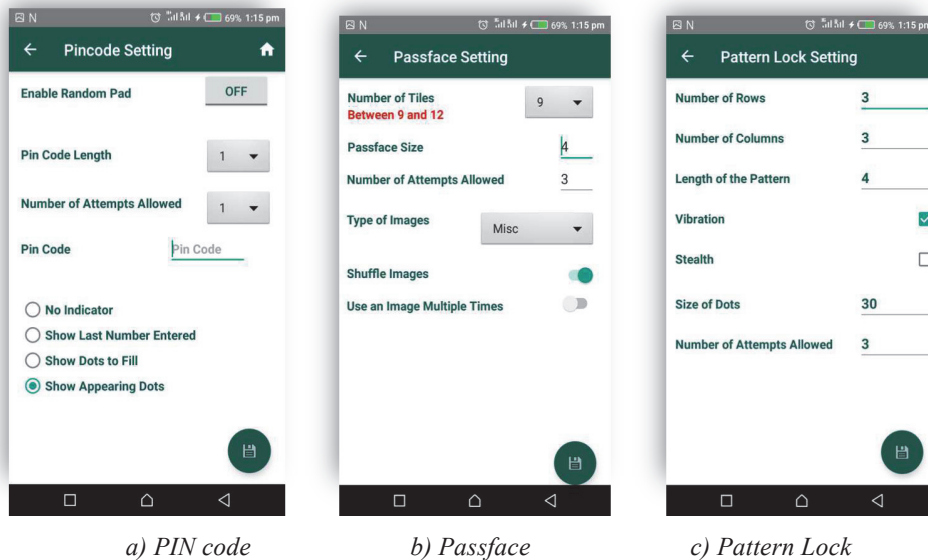 N 69% 1:15 pm
Pincode Setting
Enable Random Pad OFF
Pin Code Length 1
Number of Attempts Allowed 1
Pin Code Pin Code
No Indicator
Show Last Number Entered
Show Dots to Fill
Show Appearing Dots
a) PIN code
N 69% 1:15 pm
Passface Setting
Number of Tiles 9
Between 9 and 12
Passface Size 4
Number of Attempts Allowed 3
Type of Images Misc
Shuffle Images
Use an Image Multiple Times
b) Passface
N 69% 1:15 pm
Pattern Lock Setting
Number of Rows 3
Number of Columns 3
Length of the Pattern 4
Vibration
Stealth
Size of Dots 30
Number of Attempts Allowed 3
c) Pattern Lock